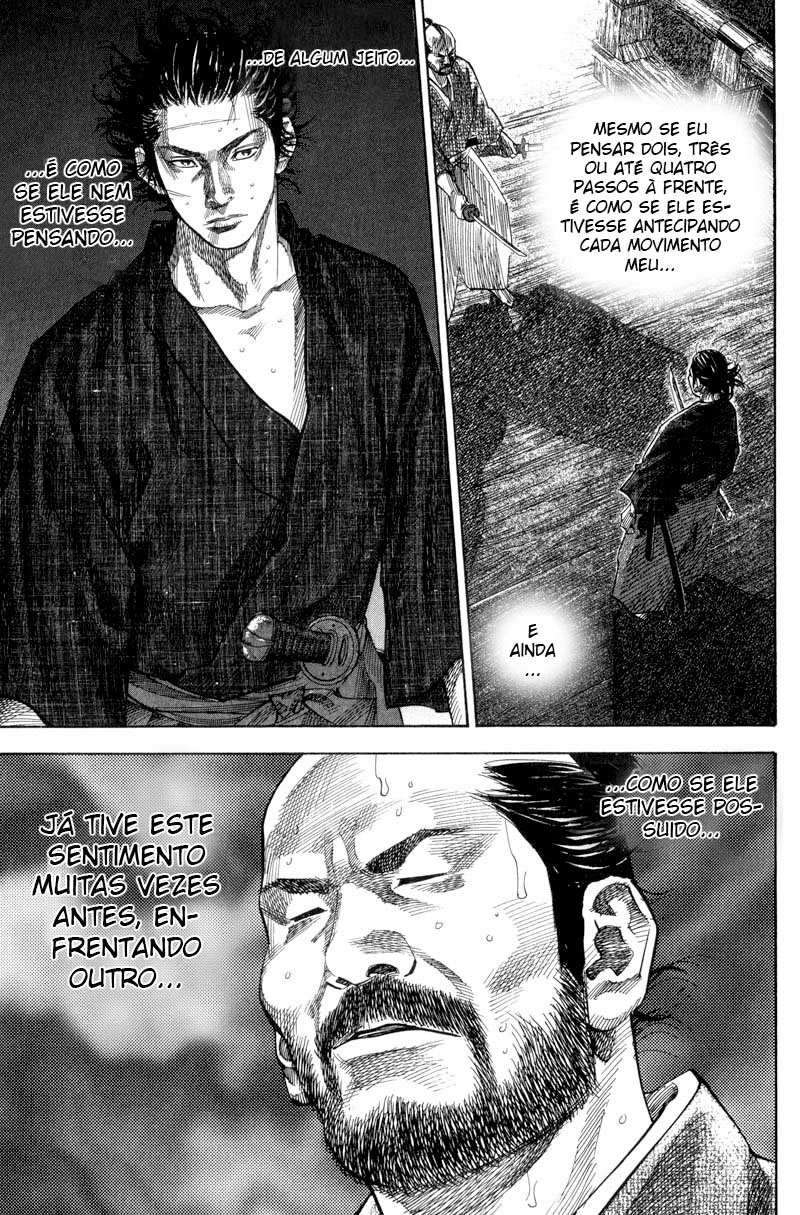 MESMO SE EU
PENSAR DOIS, TRÊS
OU ATÉ QUATRO
PASSOS À FRENTE,
É COMO SE ELE ES-
TIVESSE ANTECIPANDO
CADA MOVIMENTO
MEU...
E
AINDA
...
...DE ALGUM JEITO...
...É COMO
SE ELE NEM
ESTIVESSE
PENSANDO...
...COMO SE ELE
ESTIVESSE POS-
SUIDO...
JÁ TIVE ESTE
SENTIMENTO
MUITAS VEZES
ANTES, EN-
FRENTANDO
OUTRO...